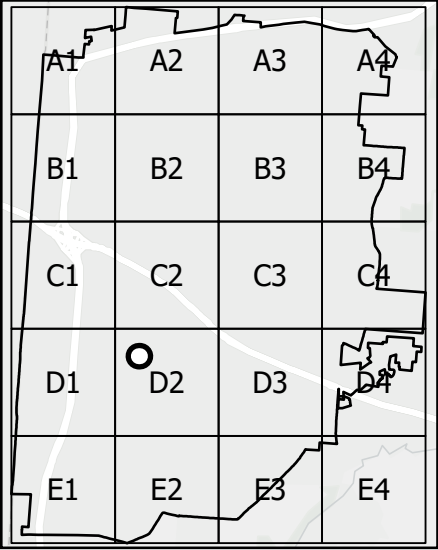 A1 A2 A3 A4
B1 B2 B3 B4
C1 C2 C3 C4
D1 D2 D3 D4
E1 E2 E3 E4